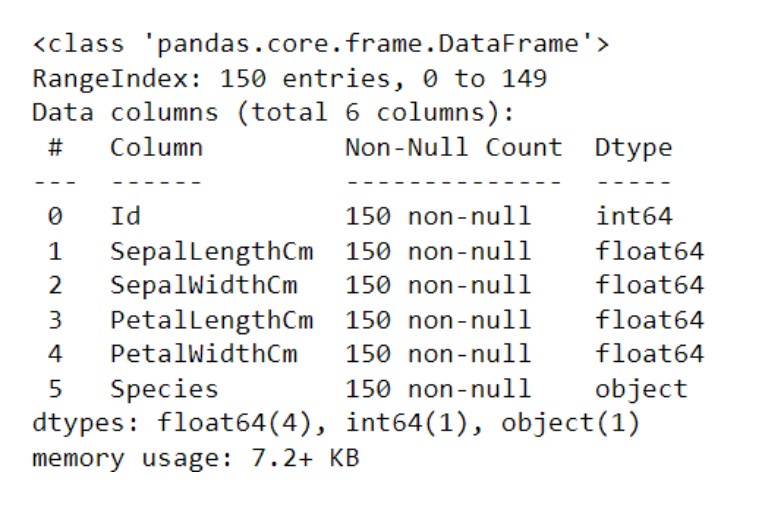 <class 'pandas.core.frame.DataFrame'>
RangeIndex: 150 entries, 0 to 149
Data columns (total 6 columns):
 #   Column         Non-Null Count  Dtype
---  ------         --------------  -----
 0   Id             150 non-null    int64
 1   SepalLengthCm  150 non-null    float64
 2   SepalWidthCm   150 non-null    float64
 3   PetalLengthCm  150 non-null    float64
 4   PetalWidthCm   150 non-null    float64
 5   Species        150 non-null    object
dtypes: float64(4), int64(1), object(1)
memory usage: 7.2+ KB